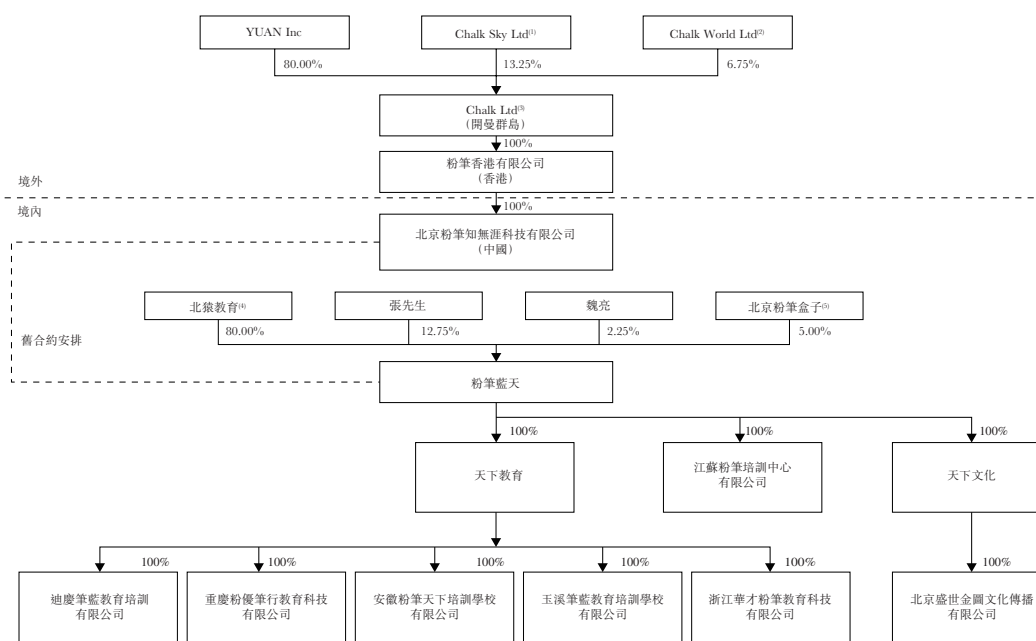 YUAN Inc
Chalk Sky Ltd(1)
Chalk World Ltd(2)
80.00%
13.25%
6.75%
Chalk Ltd(3)
(開曼群島)
100%
粉筆香港有限公司
(香港)
境外
境內
100%
北京粉筆知無涯科技有限公司
(中國)
北猿教育(4)
張先生
魏亮
北京粉筆盒子(5)
80.00%
12.75%
2.25%
5.00%
舊合約安排
粉筆藍天
100%
100%
100%
天下教育
江蘇粉筆培訓中心
有限公司
天下文化
100%
100%
100%
100%
100%
100%
迪慶筆藍教育培訓
有限公司
重慶粉優筆行教育科技
有限公司
安徽粉筆天下培訓學校
有限公司
玉溪筆藍教育培訓學校
有限公司
浙江華才粉筆教育科技
有限公司
北京盛世金圖文化傳播
有限公司